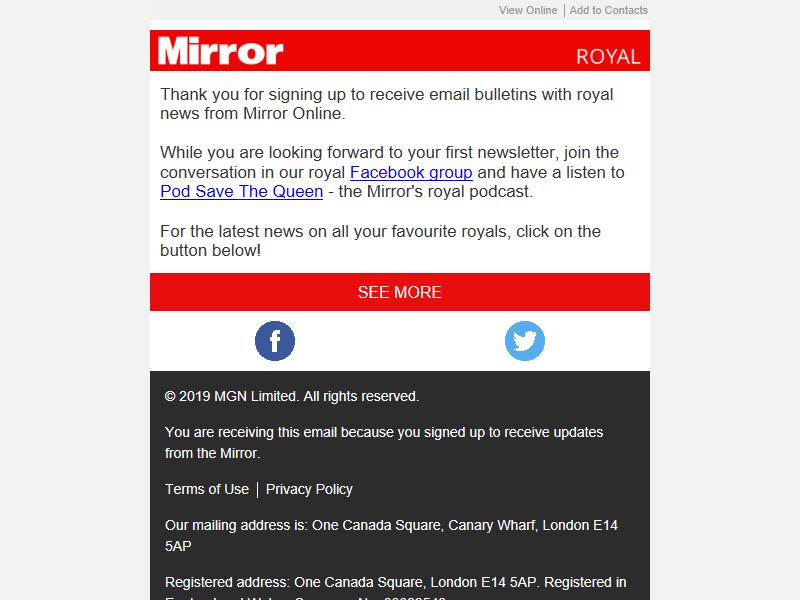 View Online | Add to Contacts
Mirror ROYAL
Thank you for signing up to receive email bulletins with royal
news from Mirror Online.
While you are looking forward to your first newsletter, join the
conversation in our royal Facebook group and have a listen to
Pod Save The Queen - the Mirror's royal podcast.
For the latest news on all your favourite royals, click on the
button below!
SEE MORE
© 2019 MGN Limited. All rights reserved.
You are receiving this email because you signed up to receive updates
from the Mirror.
Terms of Use | Privacy Policy
Our mailing address is: One Canada Square, Canary Wharf, London E14
5AP
Registered address: One Canada Square, London E14 5AP. Registered in